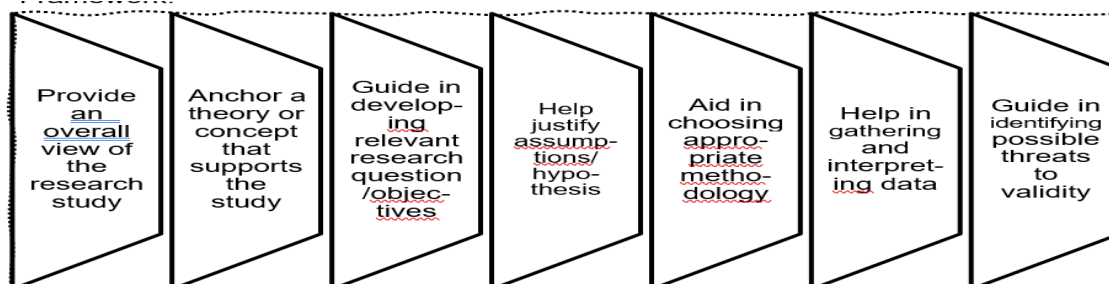 Provide
an
overall
view of
the
research
study
Anchor a
theory or
concept
that
supports
the
study
Guide in
develop-
ing
relevant
research
question
/objec-
tives
Help
justify
assump-
tions/
hypo-
thesis
Aid in
choosing
appro-
priate
metho-
dology
Help in
gathering
and
interpret-
ing data
Guide in
identifying
possible
threats
to
validity